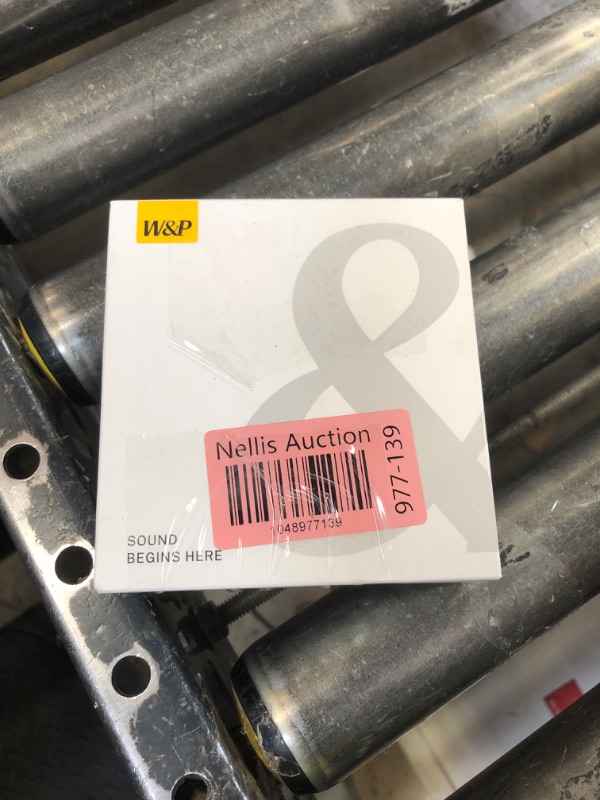 W&P
&
Nellis Auction
1048977139
977-139
SOUND
BEGINS HERE